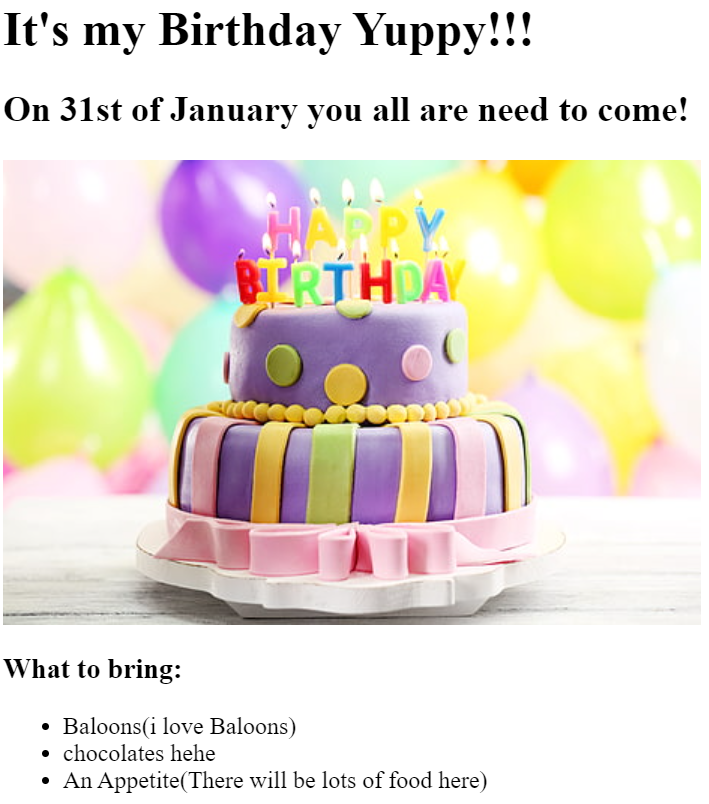 It's my Birthday Yuppy!!!
On 31st of January you all are need to come!
HAPPY
BIRTHDAY
What to bring:
Baloons(i love Baloons)
chocolates hehe
An Appetite(There will be lots of food here)